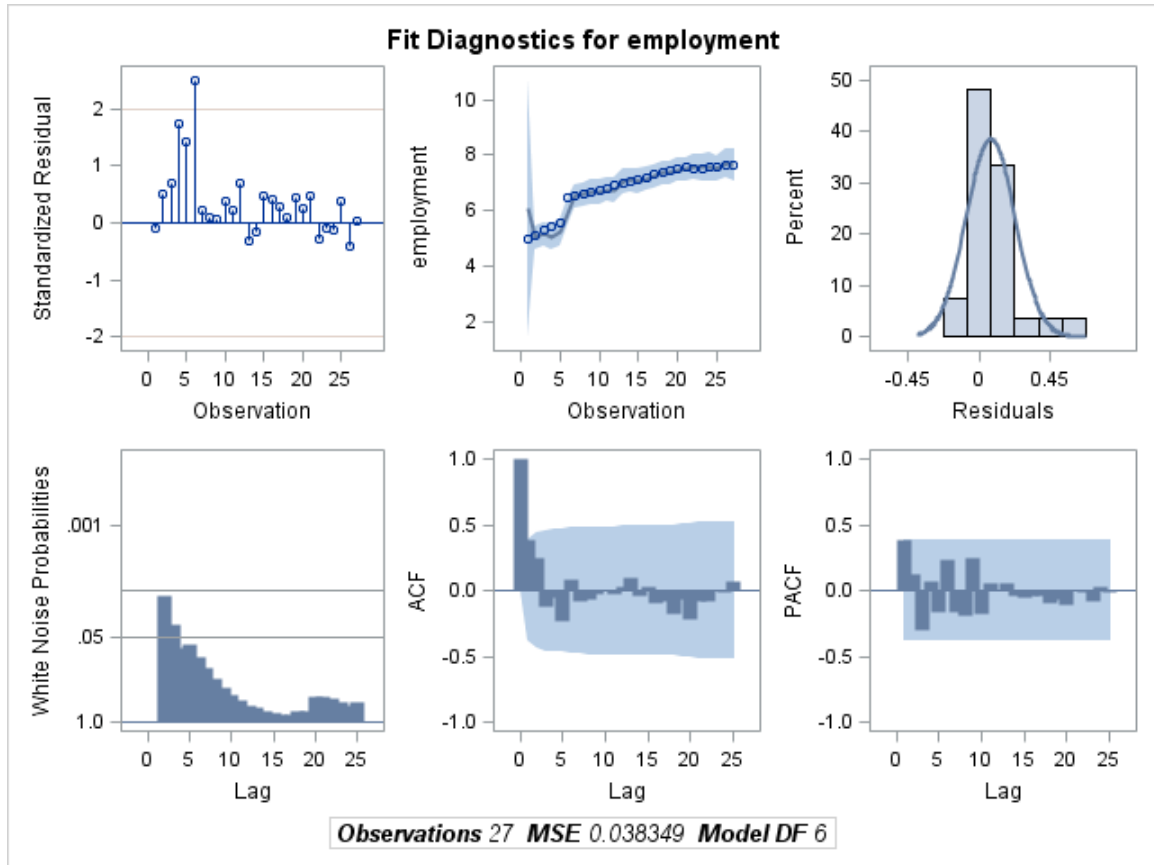 Fit Diagnostics for employment
Standardized Residual
2
1
0
-1
-2
0 5 10 15 20 25
Observation
employment
10
8
6
4
2
0 5 10 15 20 25
Observation
Percent
50
40
30
20
10
0
-0.45 0 0.45
Residuals
White Noise Probabilities
.001
.05
1.0
0 5 10 15 20 25
Lag
ACF
1.0
0.5
0.0
-0.5
-1.0
0 5 10 15 20 25
Lag
PACF
1.0
0.5
0.0
-0.5
-1.0
0 5 10 15 20 25
Lag
Observations 27 MSE 0.038349 Model DF 6